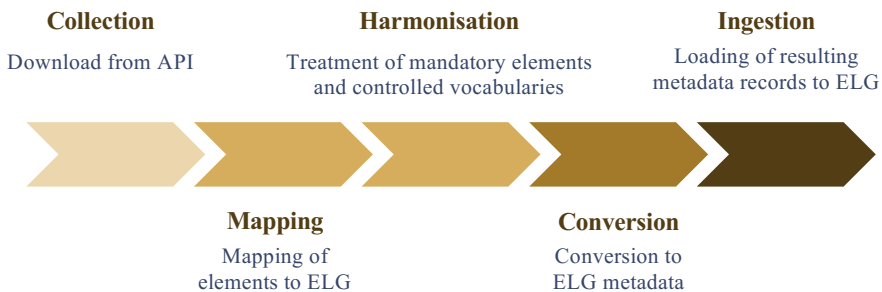 Collection
Download from API
Harmonisation
Treatment of mandatory elements
and controlled vocabularies
Ingestion
Loading of resulting
metadata records to ELG
Mapping
Mapping of
elements to ELG
Conversion
Conversion to
ELG metadata